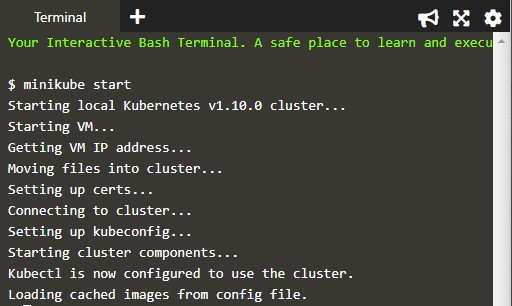 Terminal
Your Interactive Bash Terminal. A safe place to learn and execu
$ minikube start
Starting local Kubernetes v1.10.0 cluster...
Starting VM...
Getting VM IP address...
Moving files into cluster...
Setting up certs...
Connecting to cluster...
Setting up kubeconfig...
Starting cluster components...
Kubectl is now configured to use the cluster.
Loading cached images from config file.